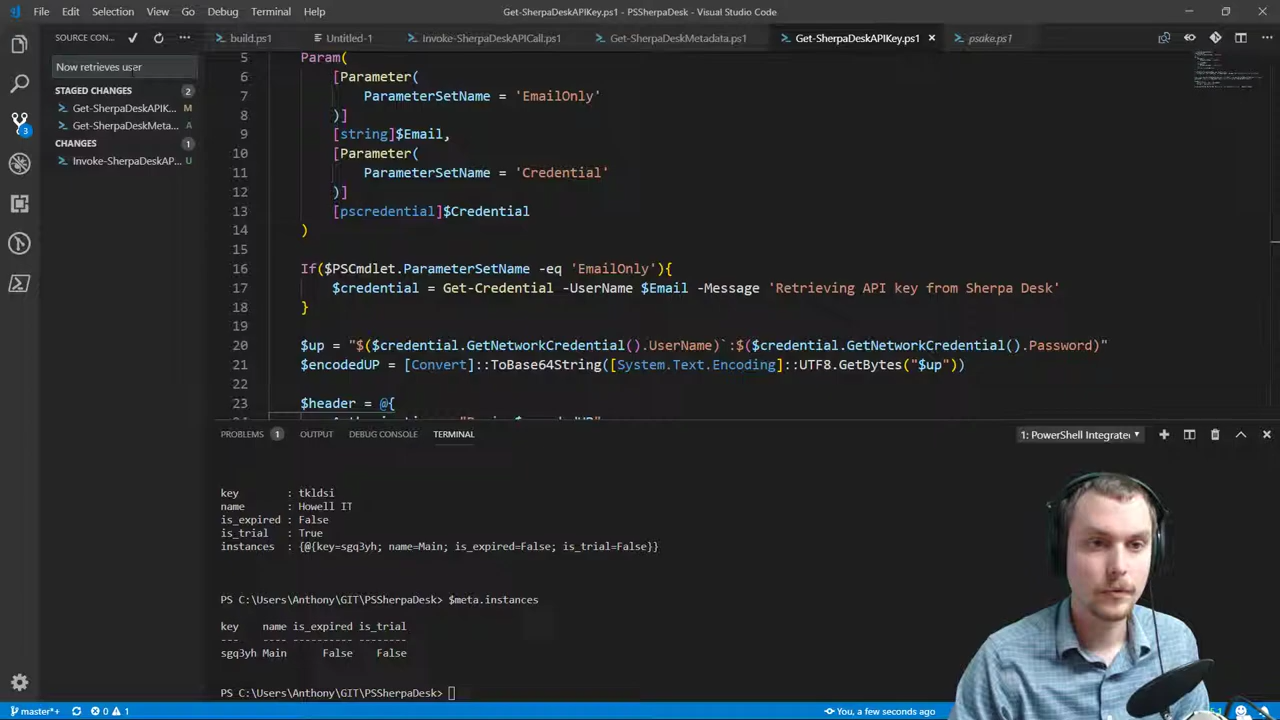 File Edit Selection View Go Debug Terminal Help
Get-SherpaDeskAPIKey.ps1 - PSSherpaDesk - Visual Studio Code
SOURCE CON...
build.ps1 Untitled-1 Invoke-SherpaDeskAPICall.ps1 Get-SherpaDeskMetadata.ps1 Get-SherpaDeskAPIKey.ps1 psake.ps1
Now retrieves user
STAGED CHANGES 2
Get-SherpaDeskAPIK... M
Get-SherpaDeskMeta... A
CHANGES 1
Invoke-SherpaDeskAP... U
3
5 Param(
6 [Parameter(
7 ParameterSetName = 'EmailOnly'
8 )]
9 [string]$Email,
10 [Parameter(
11 ParameterSetName = 'Credential'
12 )]
13 [pscredential]$Credential
14 )
15
16 If($PSCmdlet.ParameterSetName -eq 'EmailOnly'){
17 $credential = Get-Credential -UserName $Email -Message 'Retrieving API key from Sherpa Desk'
18 }
19
20 $up = "$($credential.GetNetworkCredential().UserName)`:$($credential.GetNetworkCredential().Password)"
21 $encodedUP = [Convert]::ToBase64String([System.Text.Encoding]::UTF8.GetBytes("$up"))
22
23 $header = @{
PROBLEMS 1 OUTPUT DEBUG CONSOLE TERMINAL
1: PowerShell Integrate
key : tkldsi
name : Howell IT
is_expired : False
is_trial : True
instances : {@{key=sgq3yh; name=Main; is_expired=False; is_trial=False}}
PS C:\Users\Anthony\GIT\PSSherpaDesk> $meta.instances
key name is_expired is_trial
--- ---- ---------- --------
sgq3yh Main False False
PS C:\Users\Anthony\GIT\PSSherpaDesk>
master*+ 0 1
You, a few seconds ago